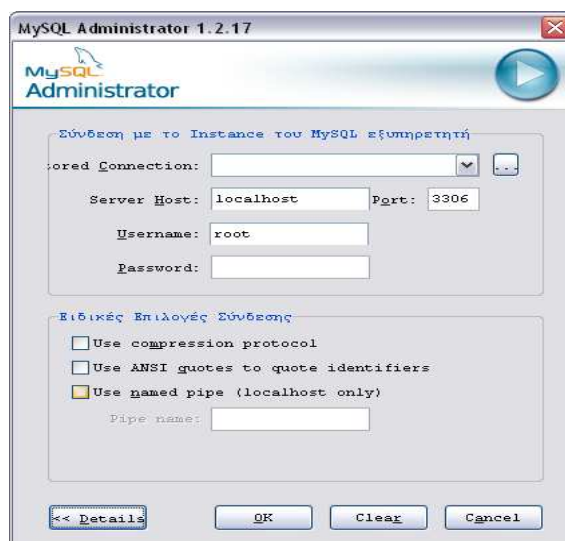 MySQL Administrator 1.2.17
MySQL
Administrator
Σύνδεση με το Instance του MySQL εξυπηρετητή
ored Connection:
...
Server Host: localhost Port: 3306
Username: root
Password:
Ειδικές Επιλογές Σύνδεσης
Use compression protocol
Use ANSI quotes to quote identifiers
Use named pipe (localhost only)
Pipe name:
<< Details OK Clear Cancel